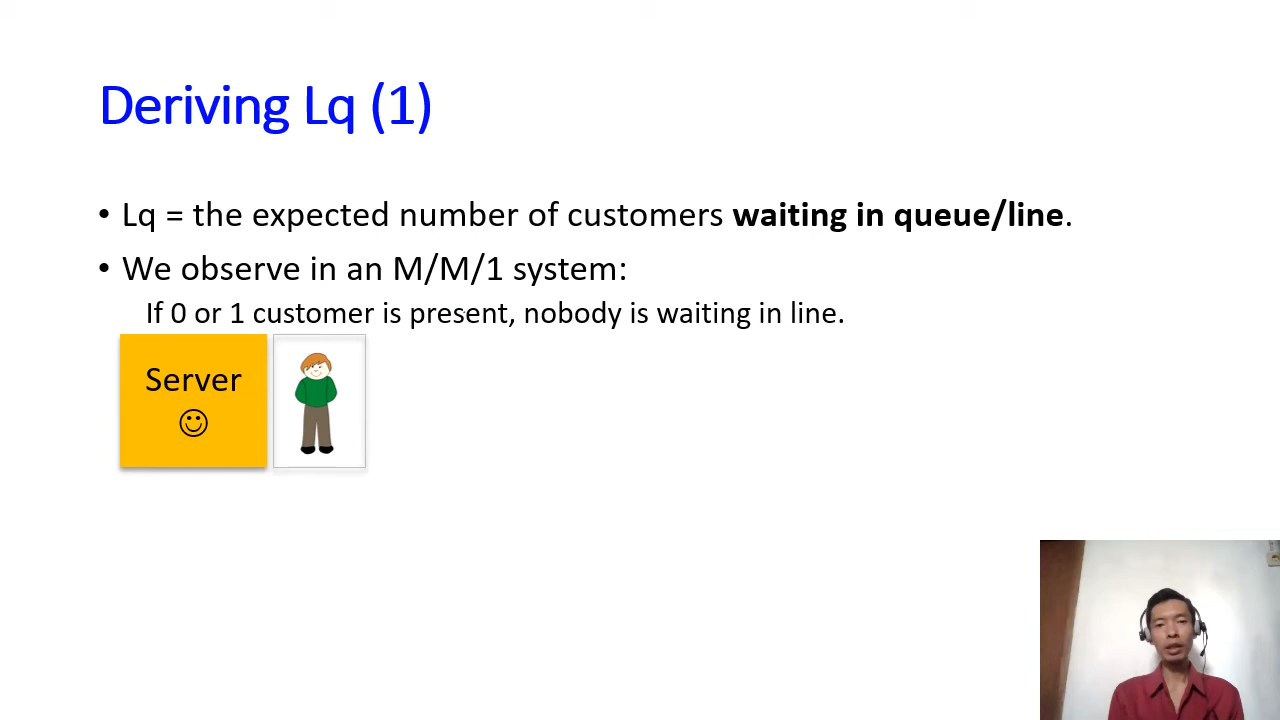 Deriving Lq (1)
• Lq = the expected number of customers waiting in queue/line.
• We observe in an M/M/1 system:
If 0 or 1 customer is present, nobody is waiting in line.
Server
☺